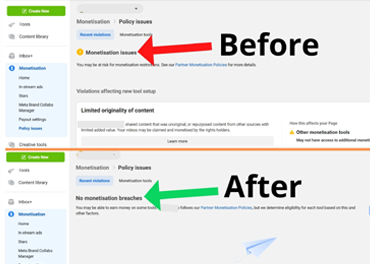 Create New
Tools
Content library
Inbox+
Monetisation
Home
In-stream ads
Stars
Meta Brand Collabs
Manager
Payout settings
Policy issues
Creative tools
Monetisation > Policy issues
Recent violations Monetisation tools
Monetisation issues
You may be at risk for monetisation restrictions. See our Partner Monetisation Policies for more details.
Before
Violations affecting new tool setup
Limited originality of content
shared content that was unoriginal or repurposed content from other sources with
limited added value. Your videos may be claimed and monetised by the rights holders.
Learn more
How this affects your Page
Other monetisation tools
May not have access to additional monetis
Create New
Tools
Content library
Inbox+
Monetisation
Home
In-stream ads
Stars
Meta Brand Collabs
Manager
Payout settings
Policy issues
Monetisation > Policy issues
Recent violations Monetisation tools
No monetisation breaches
You may be able to earn money on some tools. follows our Partner Monetisation Policies, but we determine eligibility for each tool based on this and
other factors.
After